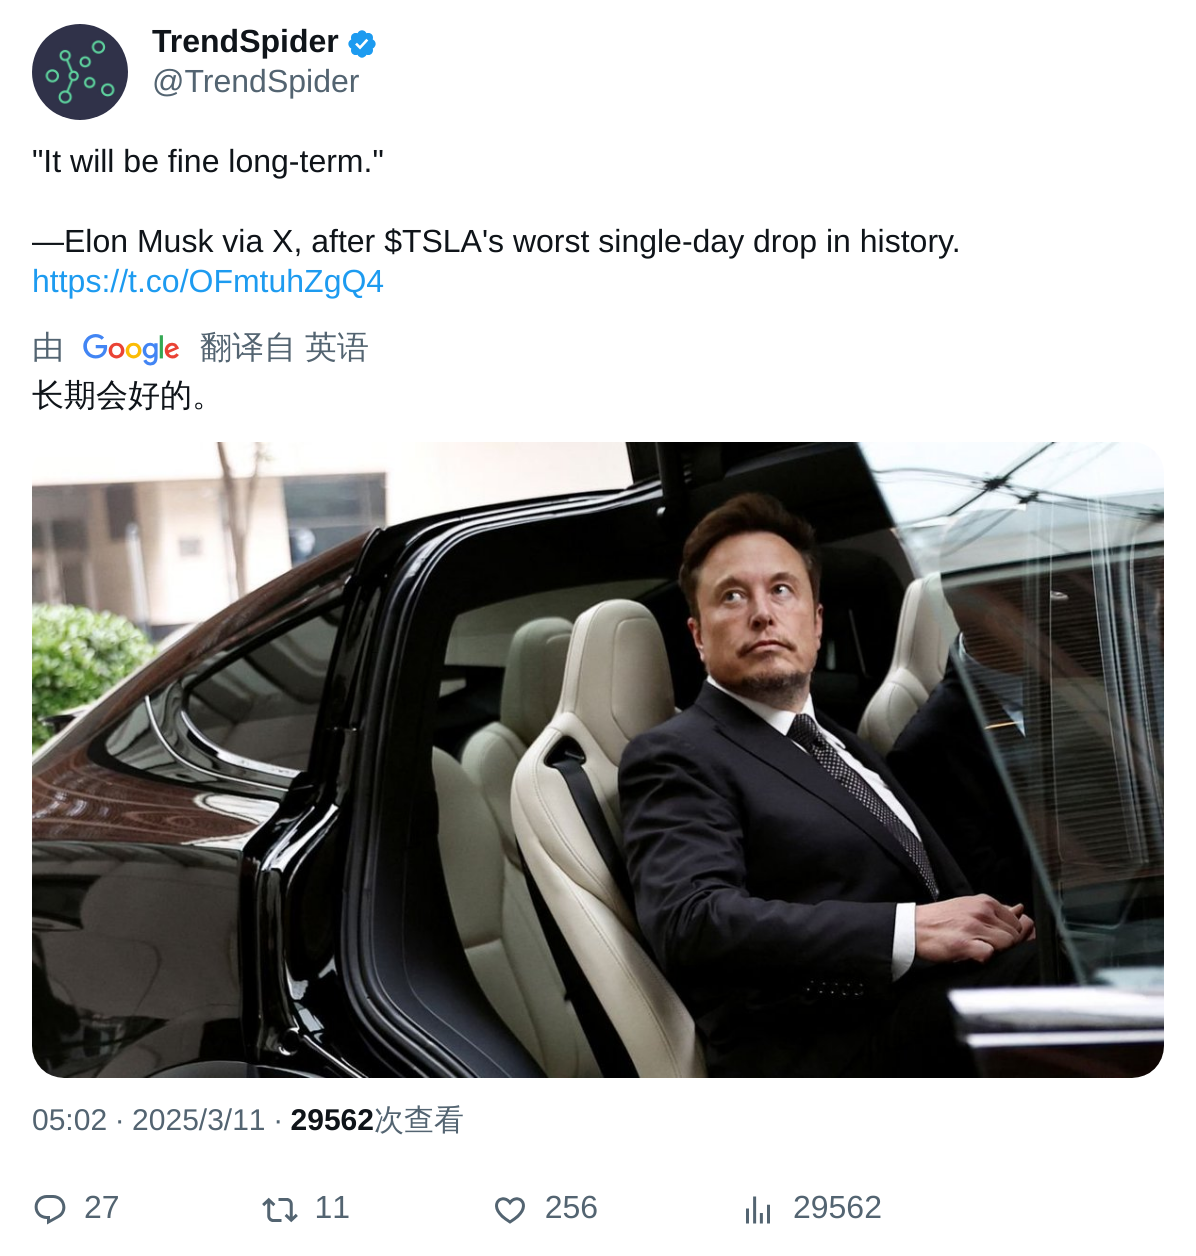 TrendSpider
@TrendSpider
"It will be fine long-term."
—Elon Musk via X, after $TSLA's worst single-day drop in history.
https://t.co/OFmtuhZgQ4
由 Google 翻译自 英语
长期会好的。
05:02 · 2025/3/11 · 29562次查看
27 11 256 29562